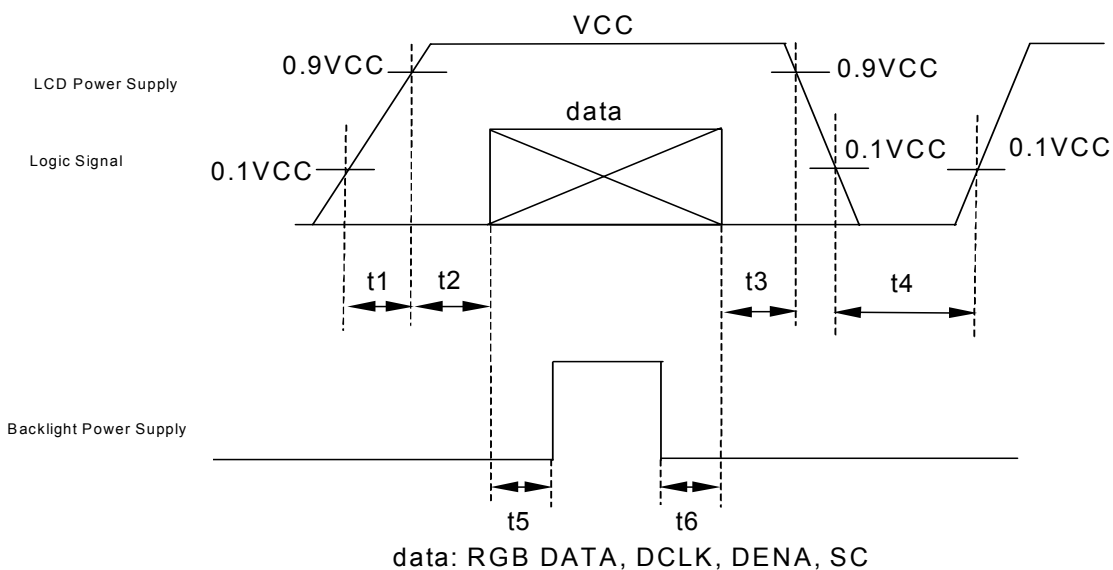 VCC
0.9VCC
0.9VCC
LCD Power Supply
data
Logic Signal
0.1VCC
0.1VCC
0.1VCC
t1
t2
t3
t4
Backlight Power Supply
t5
t6
data: RGB DATA, DCLK, DENA, SC